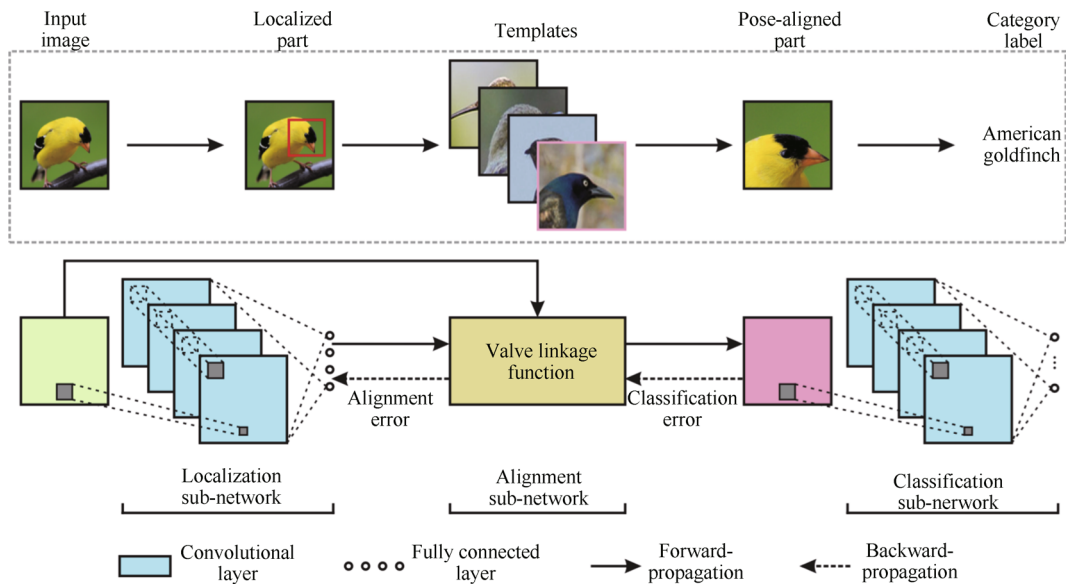 Input
image
Localized
part
Templates
Pose-aligned
part
Category
label
American
goldfinch
Valve linkage
function
Alignment
error
Classification
error
Localization
sub-network
Alignment
sub-network
Classification
sub-nerwork
Convolutional
layer
Fully connected
layer
Forward-
propagation
Backward-
propagation